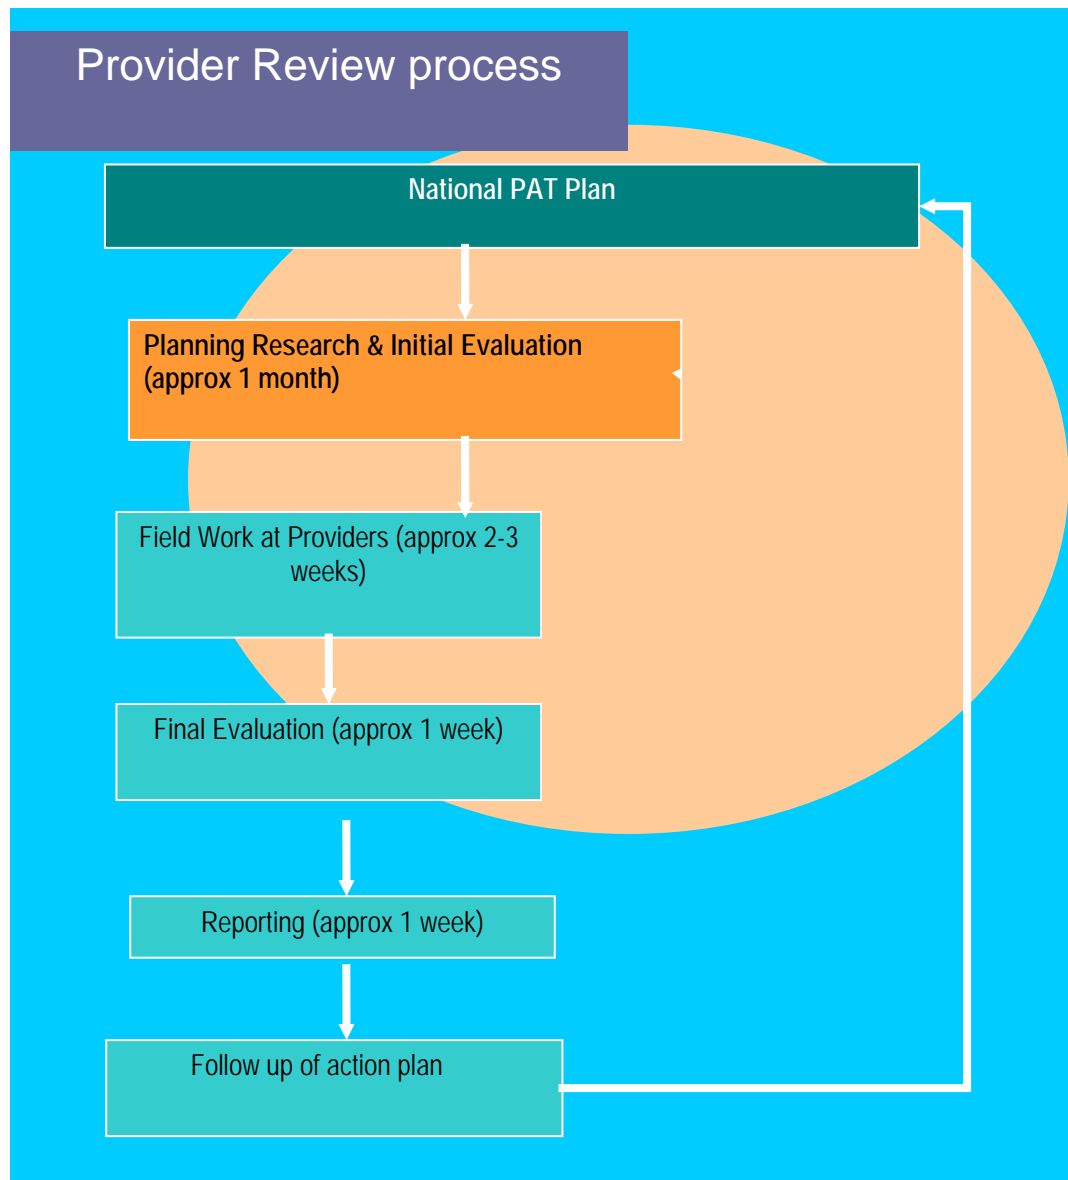 Provider Review process
National PAT Plan
Planning Research & Initial Evaluation
(approx 1 month)
Field Work at Providers (approx 2-3
weeks)
Final Evaluation (approx 1 week)
Reporting (approx 1 week)
Follow up of action plan